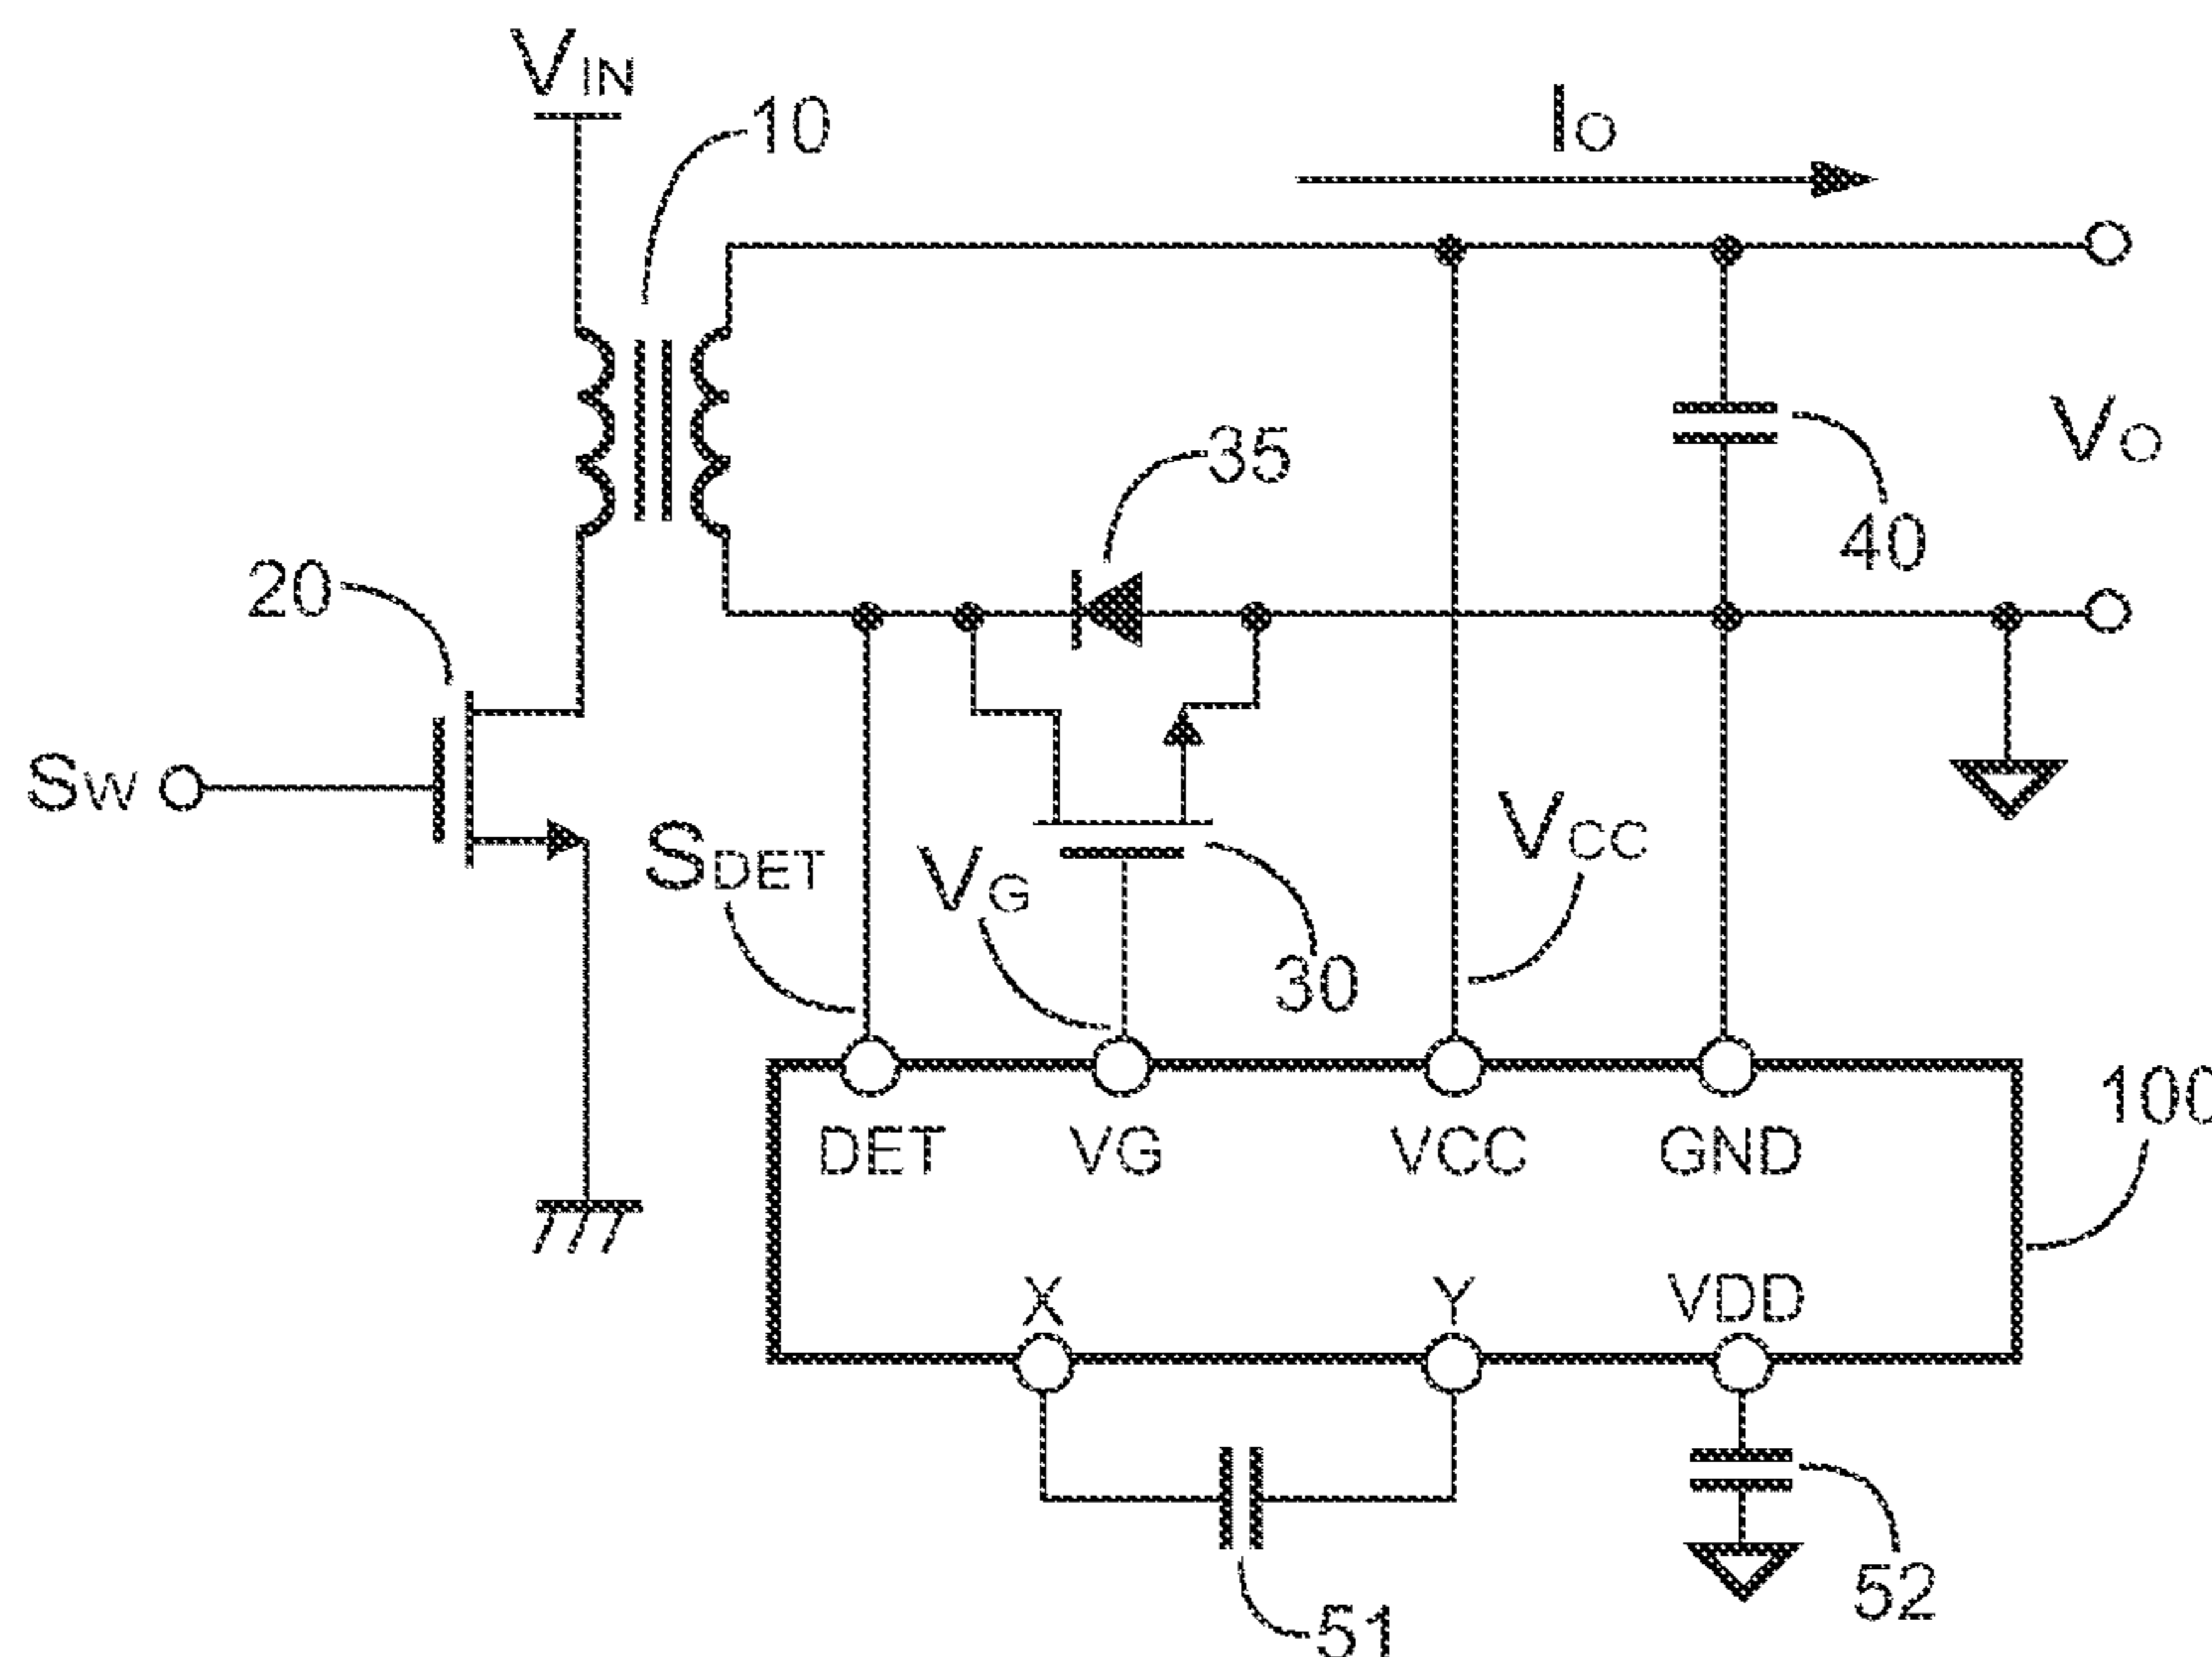 VIN
10
IO
35
VO
40
20
SW
SDET
VG
VCC
30
100
DET VG VCC GND
X Y VDD
51
52